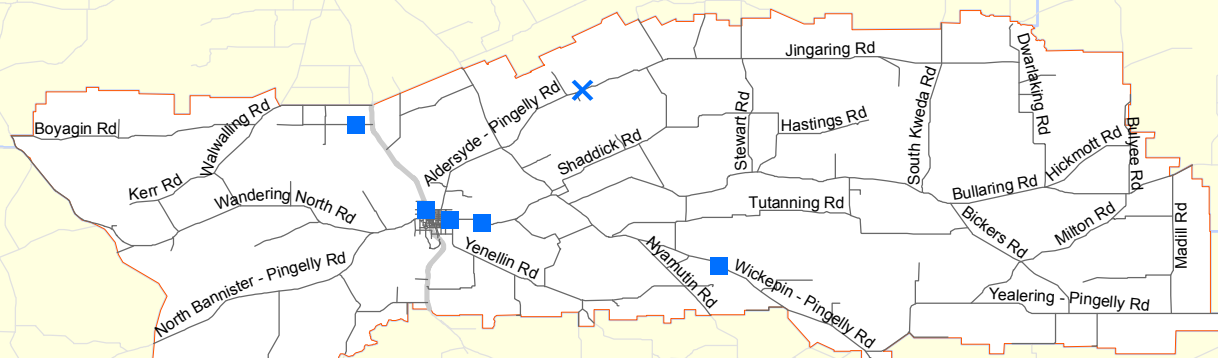 Jingaring Rd
Dwarlaking Rd
Boyagin Rd
Walwalling Rd
Aldersyde - Pingelly Rd
Stewart Rd
Hastings Rd
South Kweda Rd
Bulyee Rd
Hickmott Rd
Shaddick Rd
Kerr Rd
Wandering North Rd
Bullaring Rd
Tutanning Rd
Bickers Rd
Milton Rd
Madill Rd
Yenellin Rd
Nyamutin Rd
North Bannister - Pingelly Rd
Wickepin - Pingelly Rd
Yealering - Pingelly Rd